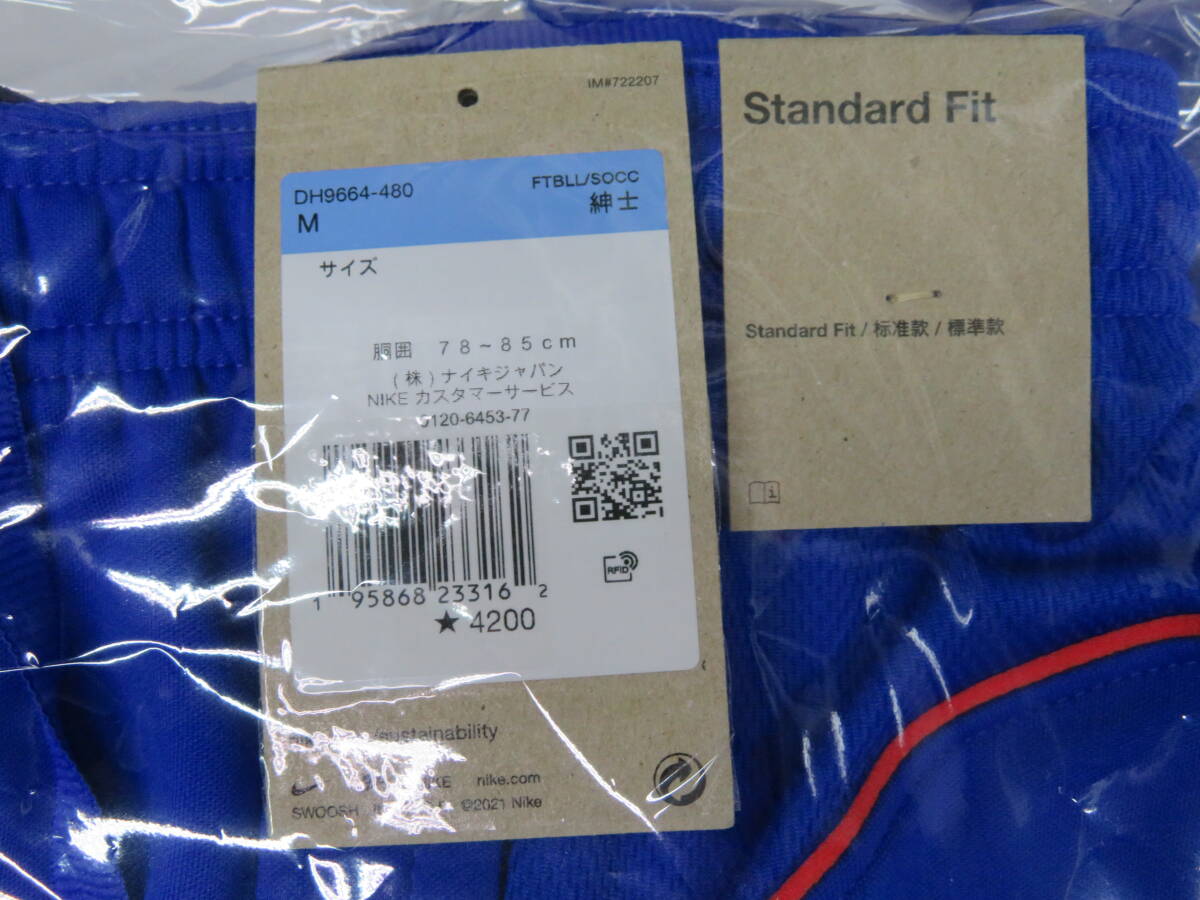 IM#722207
DH9664-480
FTBLL/SOCC
M
紳士
サイズ
胴囲 78~85cm
(株)ナイキジャパン
NIKE カスタマーサービス
0120-6453-77
RFID
1 95868 23316 2
★ 4200
/sustainability
nike.com
SWOOSH
©2021 Nike
Standard Fit
Standard Fit / 标准款 / 標準款